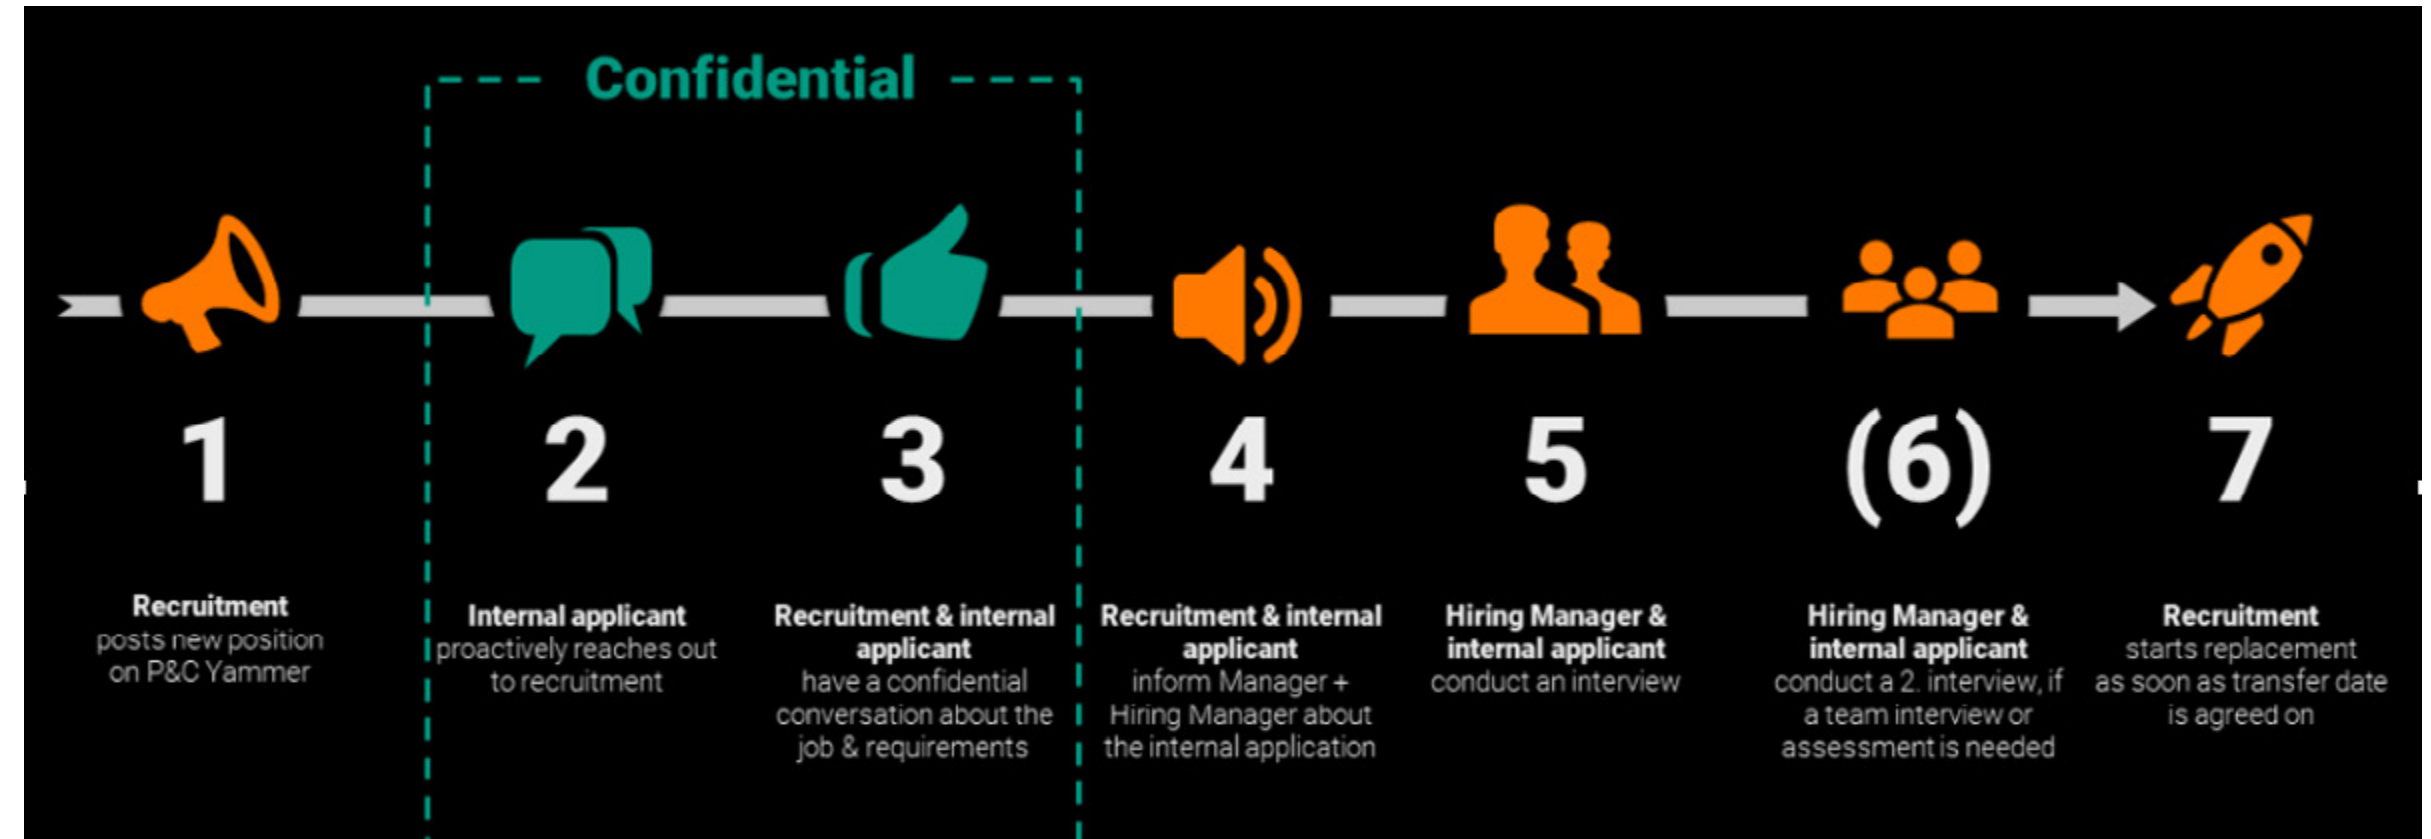 Confidential
1
2
3
4
5
(6)
7
Recruitment
posts new position
on P&C Yammer
Internal applicant
proactively reaches out
to recruitment
Recruitment & internal
applicant
have a confidential
conversation about the
job & requirements
Recruitment & internal
applicant
inform Manager +
Hiring Manager about
the internal application
Hiring Manager &
internal applicant
conduct an interview
Hiring Manager &
internal applicant
conduct a 2. interview, if
a team interview or
assessment is needed
Recruitment
starts replacement
as soon as transfer date
is agreed on